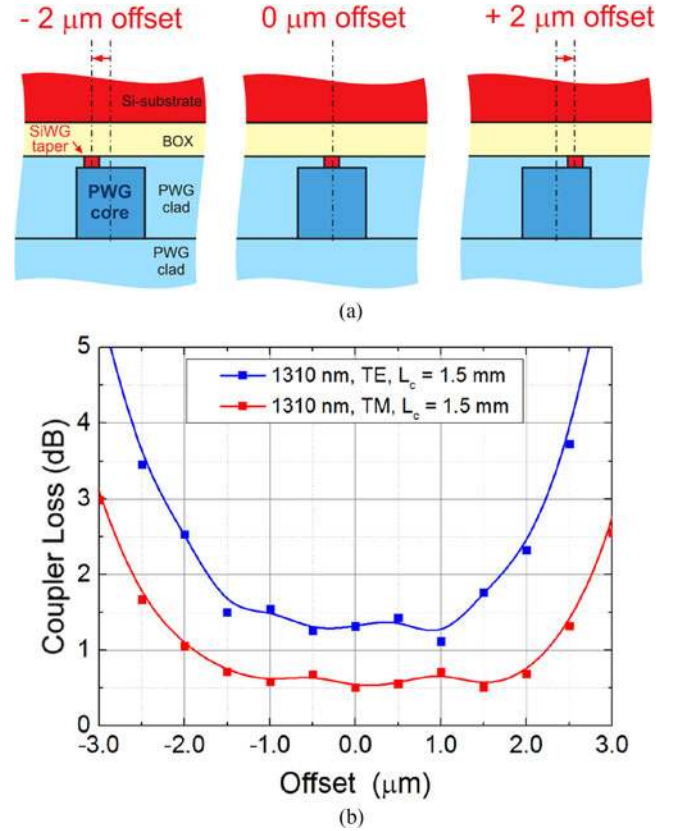 - 2 μm offset
0 μm offset
+ 2 μm offset
Si-substrate
SiWG
taper
BOX
PWG
core
PWG
clad
PWG
clad
(a)
5
4
3
2
1
0
Coupler Loss (dB)
1310 nm, TE, L_c = 1.5 mm
1310 nm, TM, L_c = 1.5 mm
-3.0 -2.0 -1.0 0.0 1.0 2.0 3.0
Offset (μm)
(b)